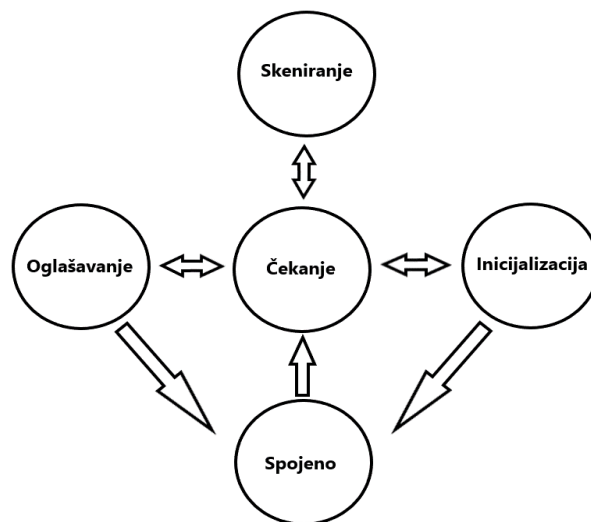 Skeniranje
Oglašavanje
Čekanje
Inicijalizacija
Spojeno